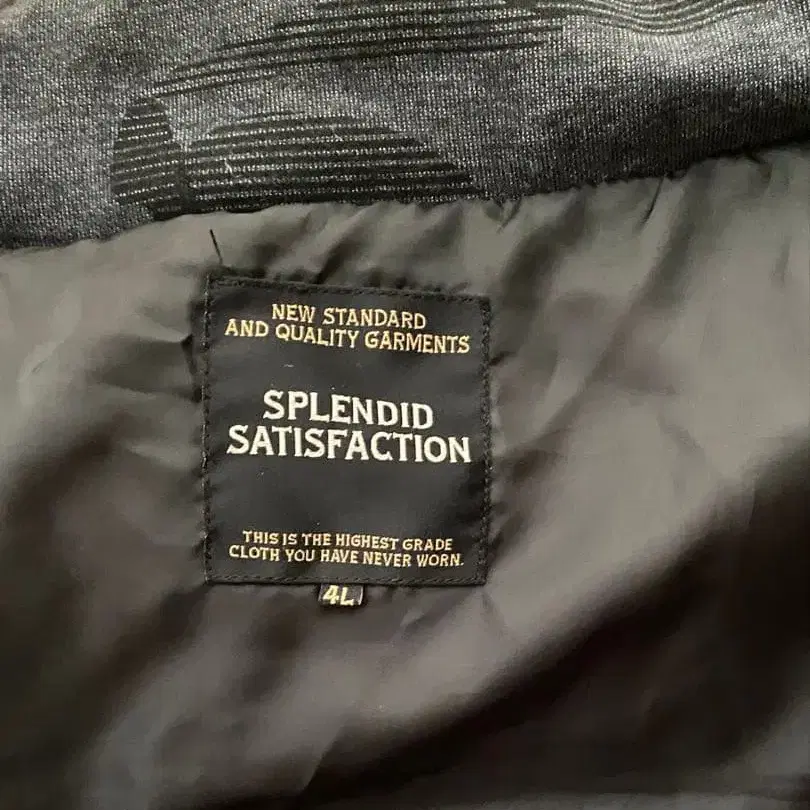 NEW STANDARD
AND QUALITY GARMENTS
SPLENDID
SATISFACTION
THIS IS THE HIGHEST GRADE
CLOTH YOU HAVE NEVER WORN.
4L